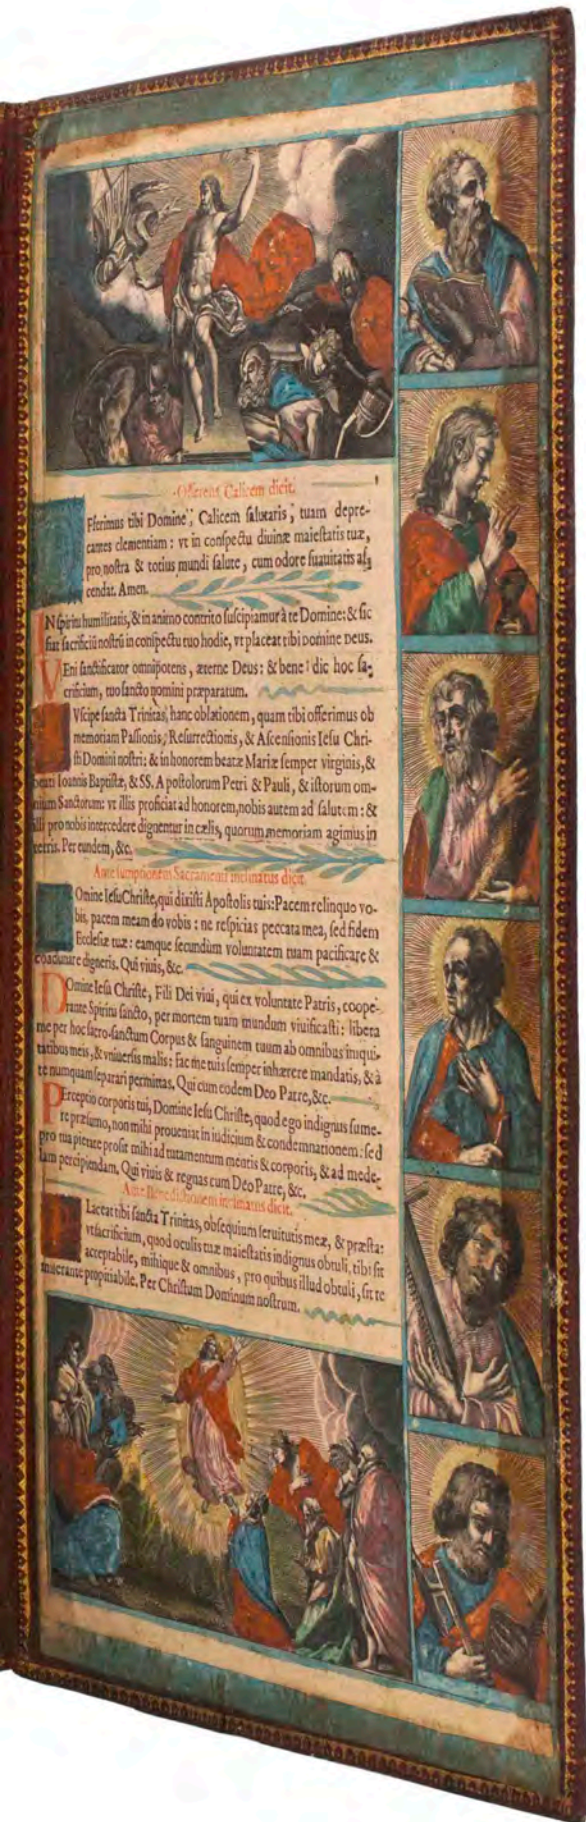 Offerens Calicem dicit.
OFferimus tibi Domine, Calicem ſalutaris, tuam depre-
cantes clementiam: vt in conſpectu diuinæ maieſtatis tuæ,
pro noſtra & totius mundi ſalute, cum odore ſuauitatis aſ-
cendat. Amen.
IN ſpiritu humilitatis, & in animo contrito ſuſcipiamur à te Domine: & ſic
fiat ſacrificiũ noſtrũ in conſpectu tuo hodie, vt placeat tibi Domine Deus.
VEni ſanctificator omnipotens, æterne Deus: & bene†dic hoc ſa-
crificium, tuo ſancto nomini præparatum.
SVſcipe ſancta Trinitas, hanc oblationem, quam tibi offerimus ob
memoriam Paſſionis, Reſurrectionis, & Aſcenſionis Ieſu Chri-
ſti Domini noſtri: & in honorem beatæ Mariæ ſemper virginis, &
beati Ioannis Baptiſtæ, & SS. Apoſtolorum Petri & Pauli, & iſtorum om-
nium Sanctorum: vt illis proficiat ad honorem, nobis autem ad ſalutem: &
illi pro nobis intercedere dignentur in cælis, quorum memoriam agimus in
terris. Per eundem, &c.
Ante ſumptionem Sacramenti inclinatus dicit.
DOmine Ieſu Chriſte, qui dixiſti Apoſtolis tuis: Pacem relinquo vo-
bis, pacem meam do vobis: ne reſpicias peccata mea, ſed fidem
Eccleſiæ tuæ: eamque ſecundùm voluntatem tuam pacificare &
coadunare digneris. Qui viuis, &c.
DOmine Ieſu Chriſte, Fili Dei viui, qui ex voluntate Patris, coope-
rante Spiritu ſancto, per mortem tuam mundum viuificaſti: libera
me per hoc ſacro-ſanctum Corpus & ſanguinem tuum ab omnibus iniqui-
tatibus meis, & vniuerſis malis: fac me tuis ſemper inhærere mandatis, & à
te numquam ſeparari permittas, Qui cum eodem Deo Patre, &c.
PErceptio corporis tui, Domine Ieſu Chriſte, quod ego indignus ſume-
re præſumo, non mihi proueniat in iudicium & condemnationem: ſed
pro tua pietate proſit mihi ad tutamentum mentis & corporis, & ad mede-
lam percipiendam, Qui viuis & regnas cum Deo Patre, &c.
Ante Benedictionem inclinatus dicit.
PLaceat tibi ſancta Trinitas, obſequium ſeruitutis meæ, & præſta:
vt ſacrificium, quod oculis tuæ maieſtatis indignus obtuli, tibi ſit
acceptabile, mihique & omnibus, pro quibus illud obtuli, ſit te
miſerante propitiabile. Per Chriſtum Dominum noſtrum.